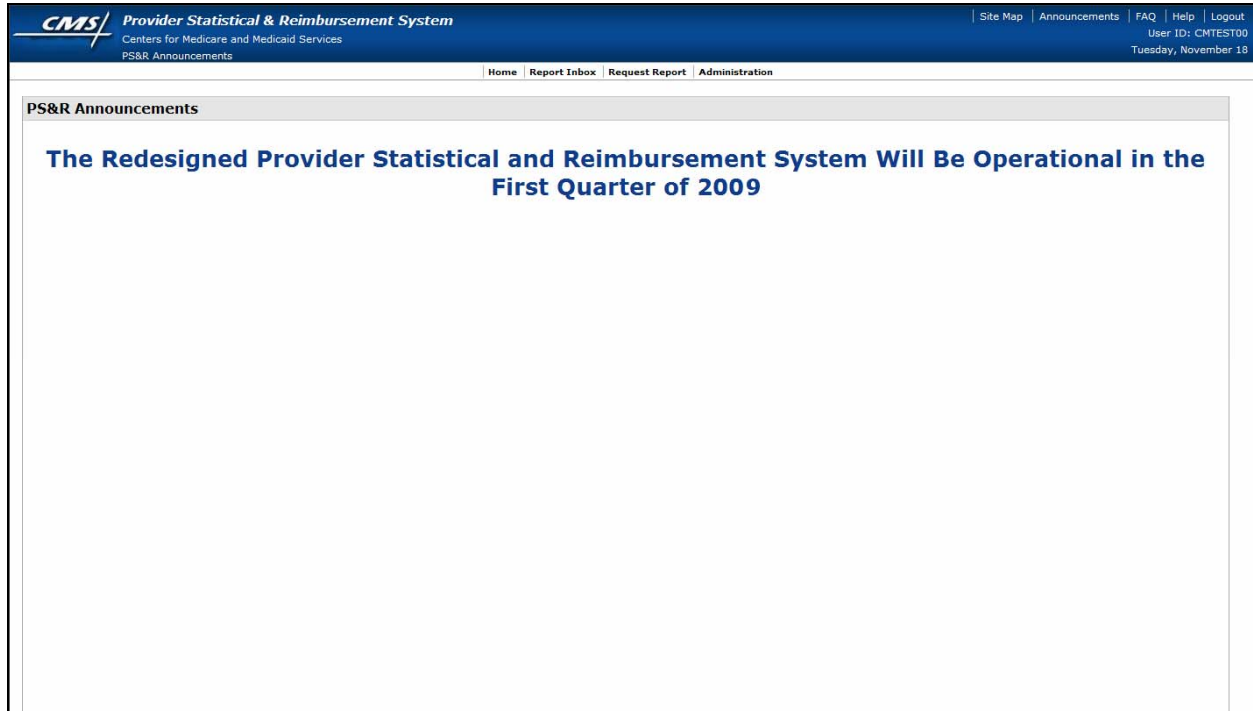 CMS Provider Statistical & Reimbursement System
Centers for Medicare and Medicaid Services
PS&R Announcements
Site Map | Announcements | FAQ | Help | Logout
User ID: CMTEST00
Tuesday, November 18
Home | Report Inbox | Request Report | Administration
PS&R Announcements
The Redesigned Provider Statistical and Reimbursement System Will Be Operational in the
First Quarter of 2009